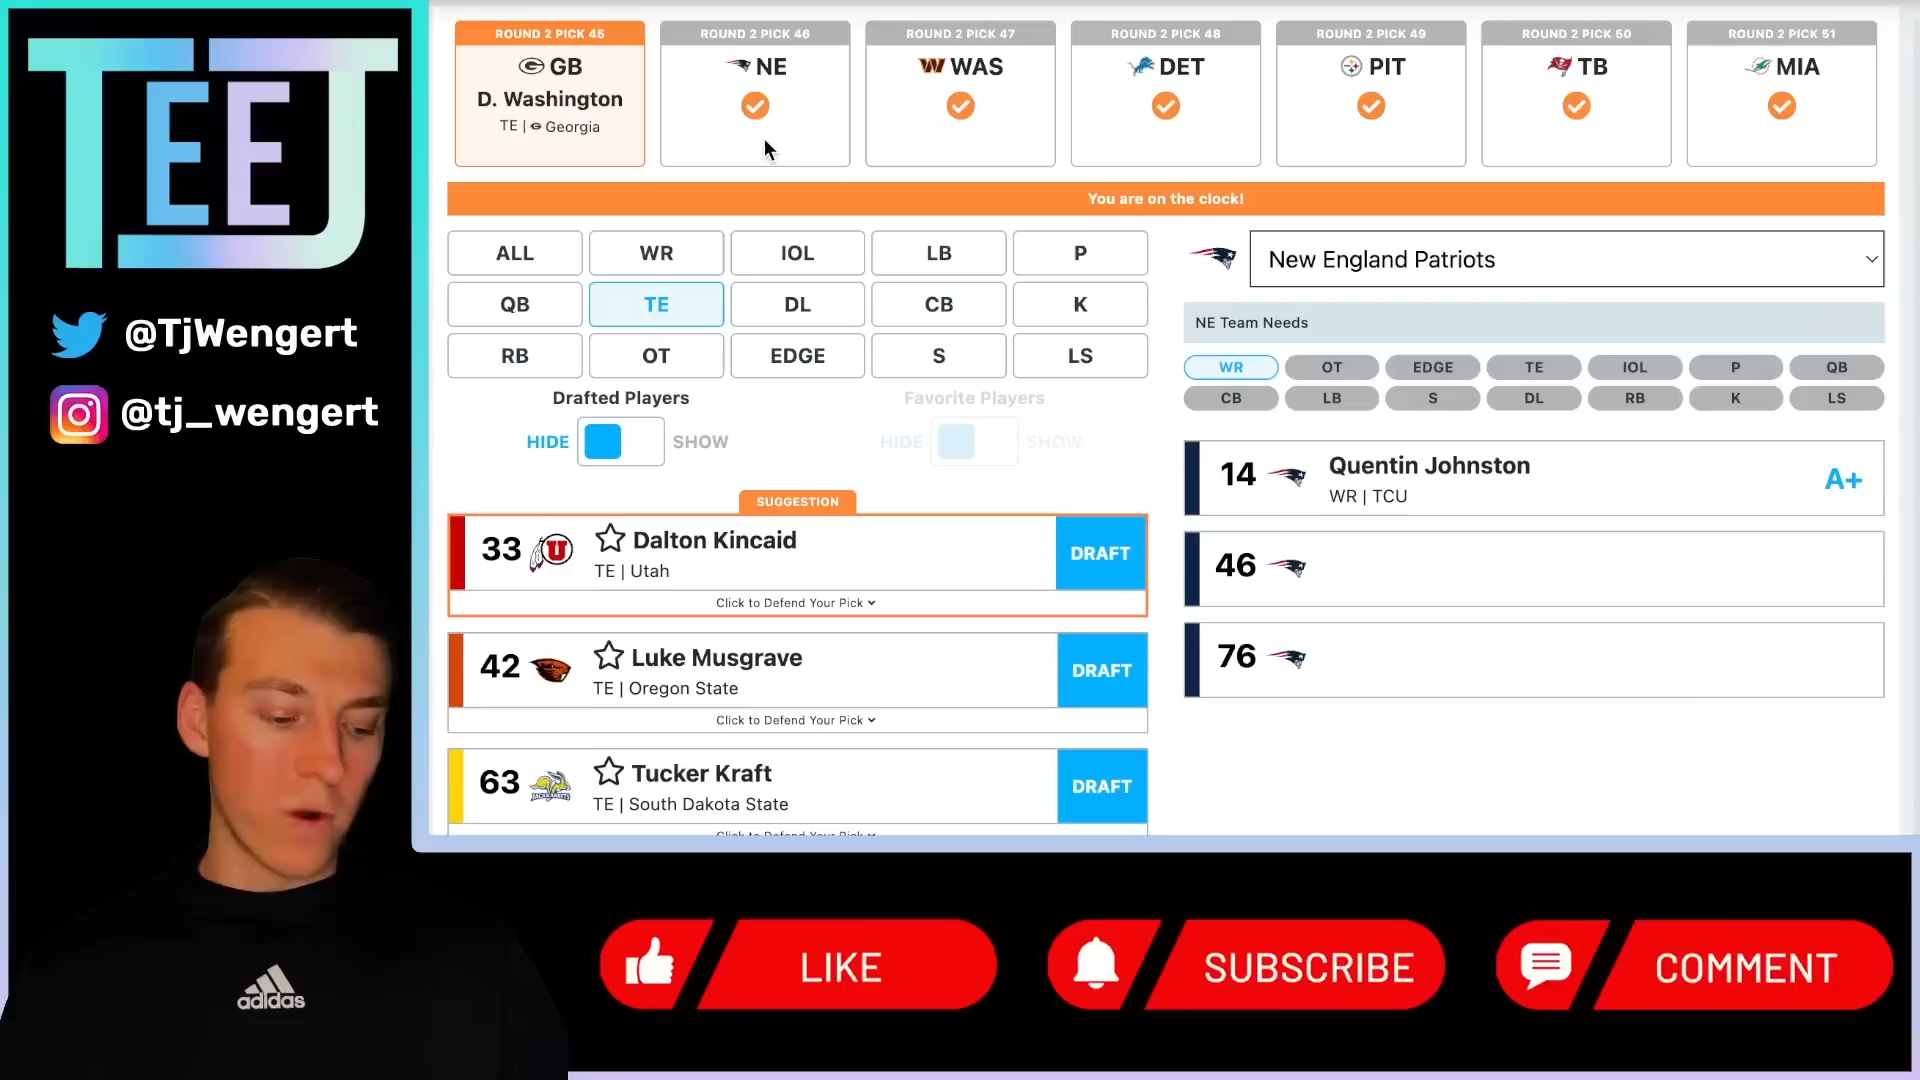 TEEJ
@TjWengert
@tj_wengert
adidas
ROUND 2 PICK 45
GB
D. Washington
TE | Georgia
ROUND 2 PICK 46
NE
ROUND 2 PICK 47
WAS
ROUND 2 PICK 48
DET
ROUND 2 PICK 49
PIT
ROUND 2 PICK 50
TB
ROUND 2 PICK 51
MIA
You are on the clock!
ALL
WR
IOL
LB
P
QB
TE
DL
CB
K
RB
OT
EDGE
S
LS
Drafted Players
HIDE
SHOW
Favorite Players
HIDE
SHOW
SUGGESTION
33
Dalton Kincaid
TE | Utah
DRAFT
Click to Defend Your Pick
42
Luke Musgrave
TE | Oregon State
DRAFT
Click to Defend Your Pick
63
Tucker Kraft
TE | South Dakota State
DRAFT
Click to Defend Your Pick
New England Patriots
NE Team Needs
WR
OT
EDGE
TE
IOL
P
QB
CB
LB
S
DL
RB
K
LS
14
Quentin Johnston
WR | TCU
A+
46
76
LIKE
SUBSCRIBE
COMMENT